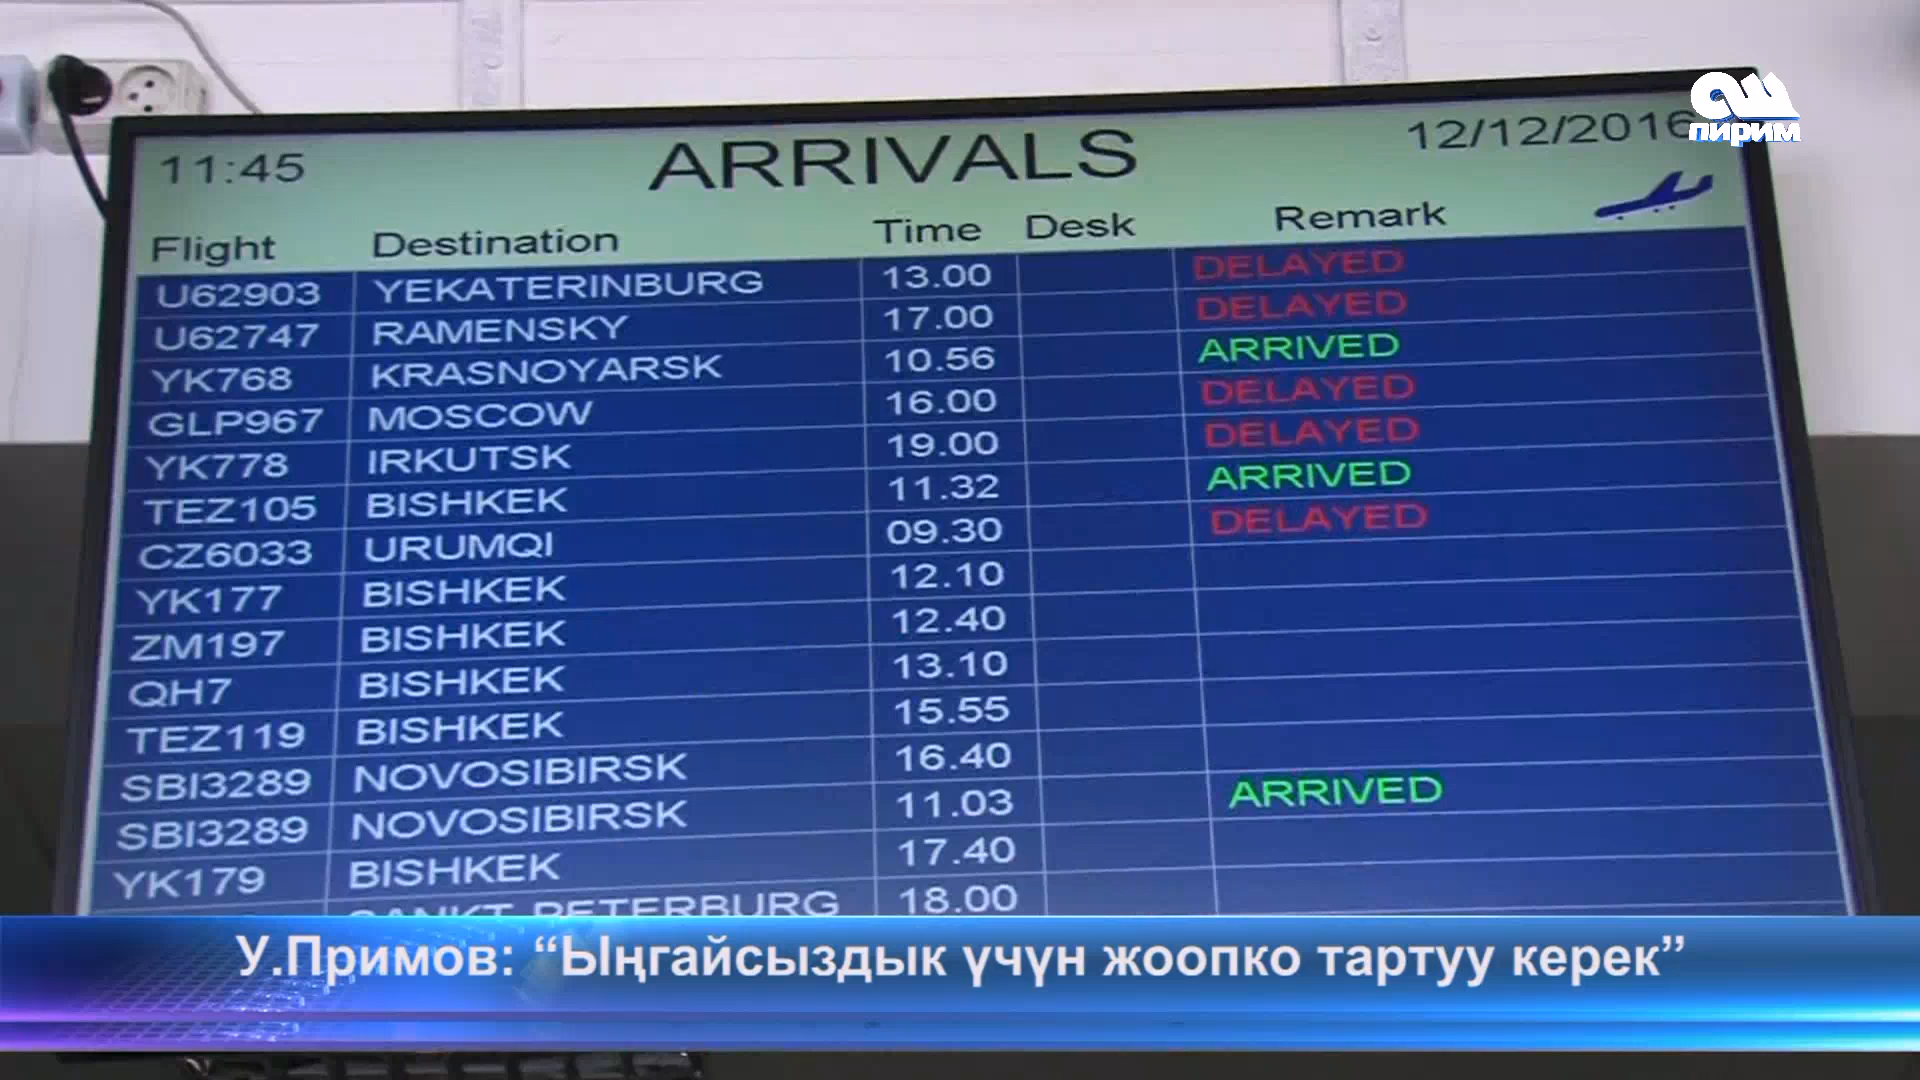 ОШ
ПИРИМ
11:45 ARRIVALS 12/12/2016
Flight Destination Time Desk Remark
U62903 YEKATERINBURG 13.00 DELAYED
U62747 RAMENSKY 17.00 DELAYED
YK768 KRASNOYARSK 10.56 ARRIVED
GLP967 MOSCOW 16.00 DELAYED
YK778 IRKUTSK 19.00 DELAYED
TEZ105 BISHKEK 11.32 ARRIVED
CZ6033 URUMQI 09.30 DELAYED
YK177 BISHKEK 12.10
ZM197 BISHKEK 12.40
QH7 BISHKEK 13.10
TEZ119 BISHKEK 15.55
SBI3289 NOVOSIBIRSK 16.40
SBI3289 NOVOSIBIRSK 11.03 ARRIVED
YK179 BISHKEK 17.40
SANKT-PETERBURG 18.00
У.Примов: “Ыңгайсыздык үчүн жоопко тартуу керек”